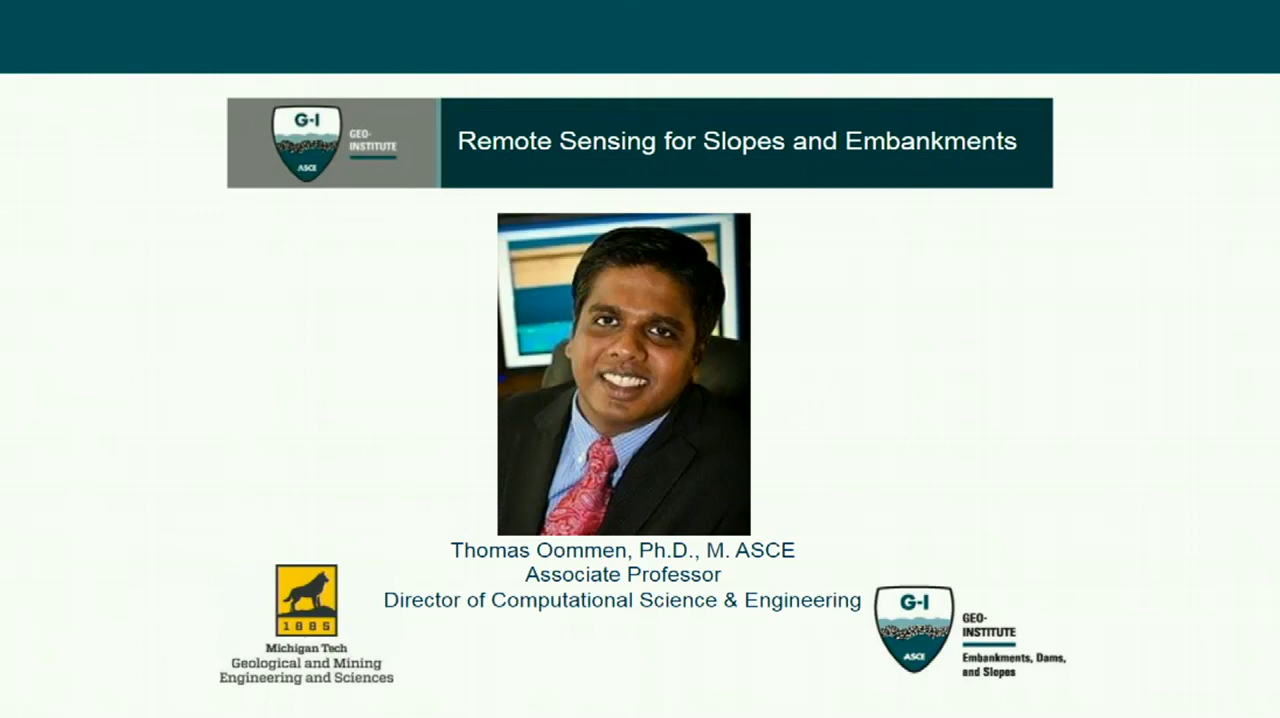 G-I
ASCE
GEO-
INSTITUTE
Remote Sensing for Slopes and Embankments
Thomas Oommen, Ph.D., M. ASCE
Associate Professor
Director of Computational Science & Engineering
1885
Michigan Tech
Geological and Mining
Engineering and Sciences
G-I
ASCE
GEO-
INSTITUTE
Embankments, Dams,
and Slopes